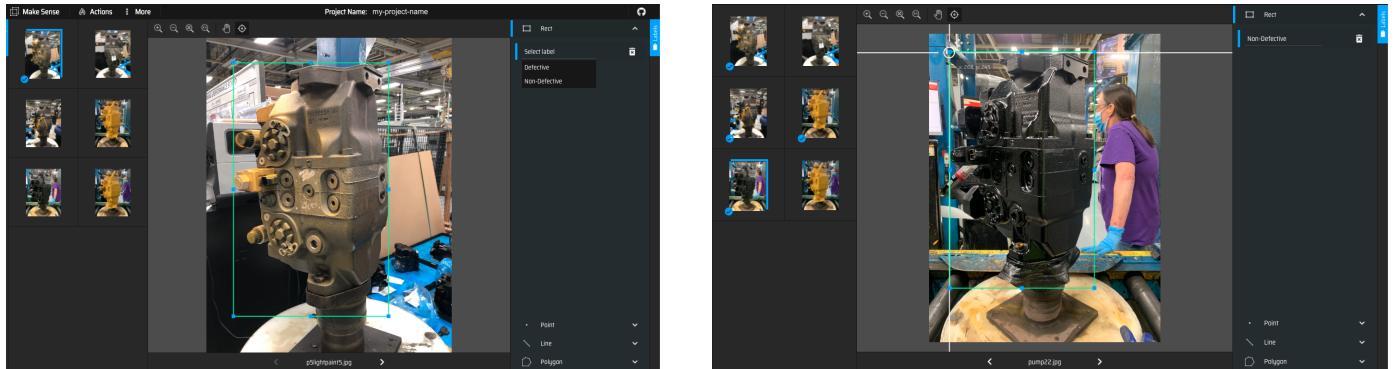 Make Sense Actions More Project Name: my-project-name
Rect
Labels
Select label
Defective
Non-Defective
Point
Line
p5lightpaint5.jpg
Polygon
Rect
Labels
Non-Defective
Point
Line
pump22.jpg
Polygon